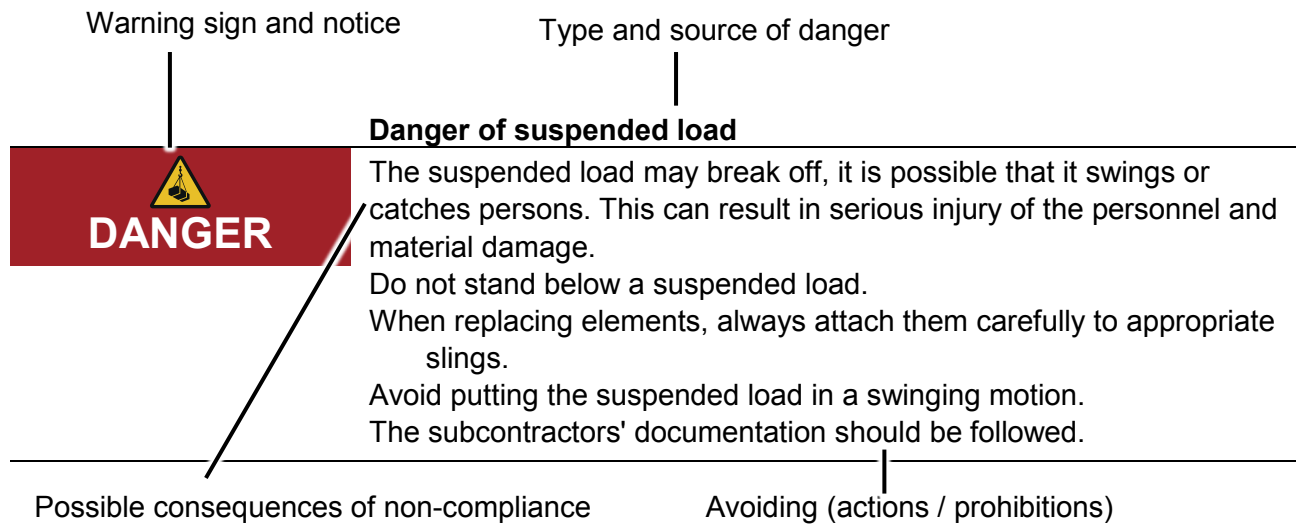 Warning sign and notice
Type and source of danger
Danger of suspended load
DANGER
The suspended load may break off, it is possible that it swings or
catches persons. This can result in serious injury of the personnel and
material damage.
Do not stand below a suspended load.
When replacing elements, always attach them carefully to appropriate
slings.
Avoid putting the suspended load in a swinging motion.
The subcontractors' documentation should be followed.
Possible consequences of non-compliance
Avoiding (actions / prohibitions)